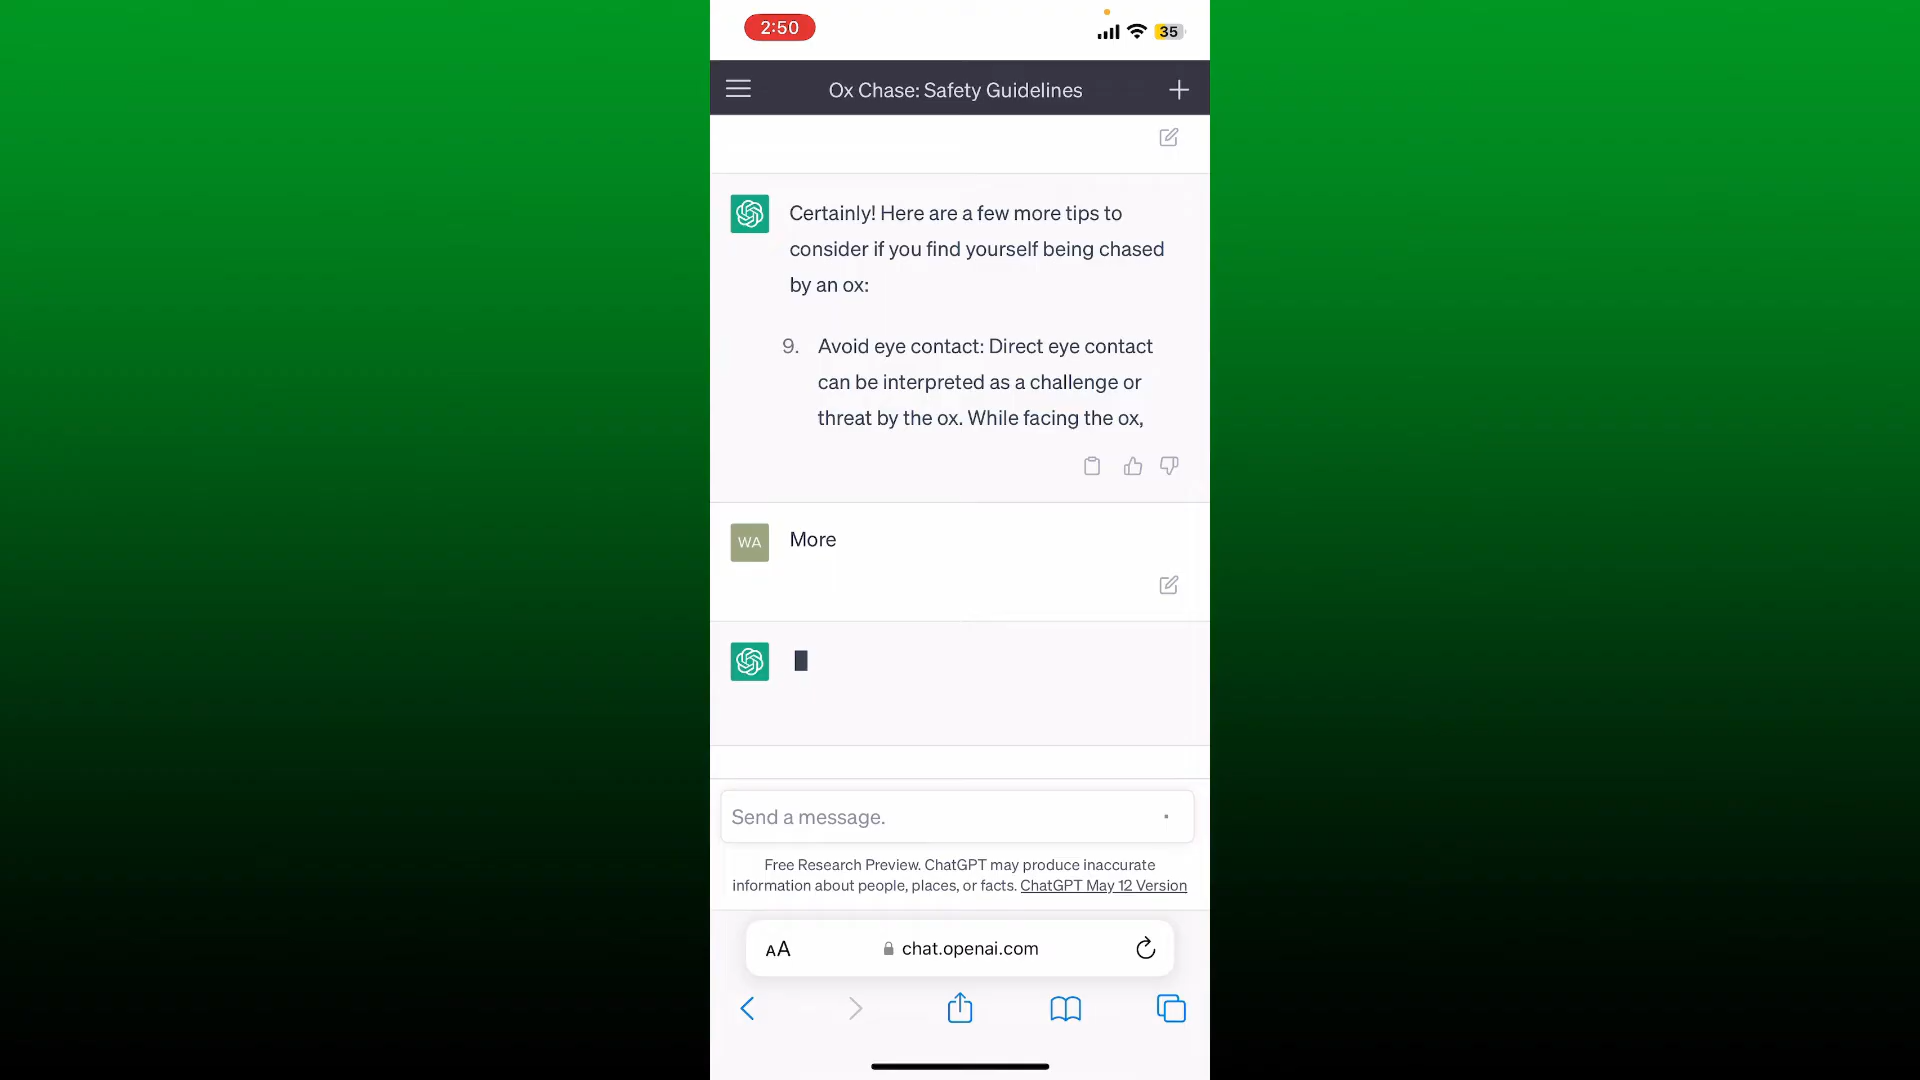 2:50
35
Ox Chase: Safety Guidelines
Certainly! Here are a few more tips to
consider if you find yourself being chased
by an ox:
9. Avoid eye contact: Direct eye contact
can be interpreted as a challenge or
threat by the ox. While facing the ox,
WA More
Send a message.
Free Research Preview. ChatGPT may produce inaccurate
information about people, places, or facts. ChatGPT May 12 Version
AA chat.openai.com